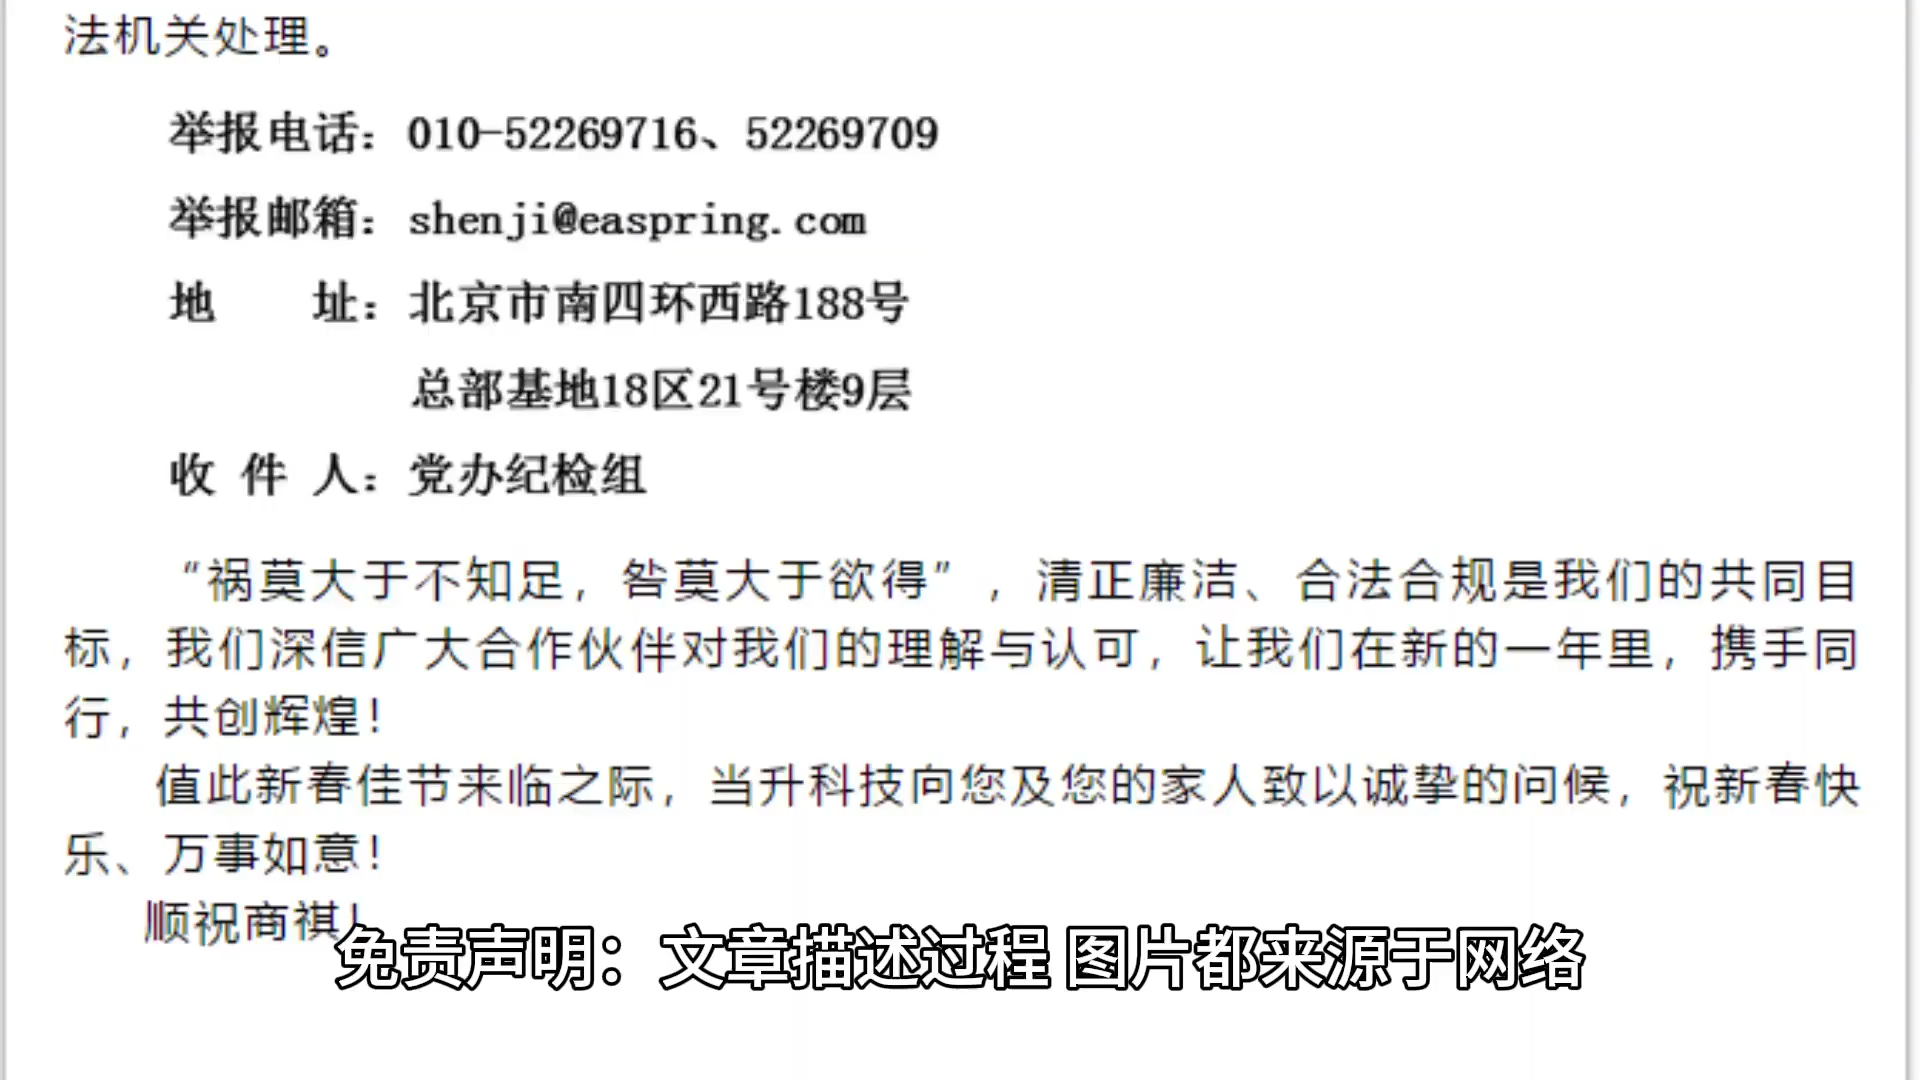 法机关处理。
举报电话：010-52269716、52269709
举报邮箱：shenji@easpring.com
地　　址：北京市南四环西路188号
总部基地18区21号楼9层
收 件 人：党办纪检组
“祸莫大于不知足，咎莫大于欲得”，清正廉洁、合法合规是我们的共同目
标，我们深信广大合作伙伴对我们的理解与认可，让我们在新的一年里，携手同
行，共创辉煌！
值此新春佳节来临之际，当升科技向您及您的家人致以诚挚的问候，祝新春快
乐、万事如意！
顺祝商祺！
免责声明：文章描述过程 图片都来源于网络